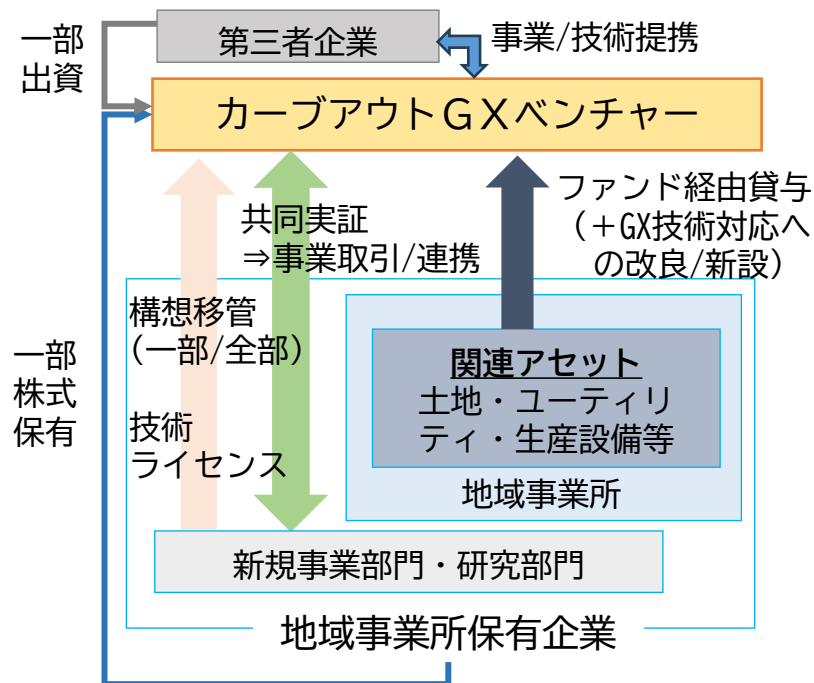 一部
出資
第三者企業
事業/技術提携
カーブアウトＧＸベンチャー
ファンド経由貸与
（＋GX技術対応へ
の改良/新設）
共同実証
⇒事業取引/連携
構想移管
(一部/全部)
技術
ライセンス
一部
株式
保有
関連アセット
土地・ユーティリ
ティ・生産設備等
地域事業所
新規事業部門・研究部門
地域事業所保有企業